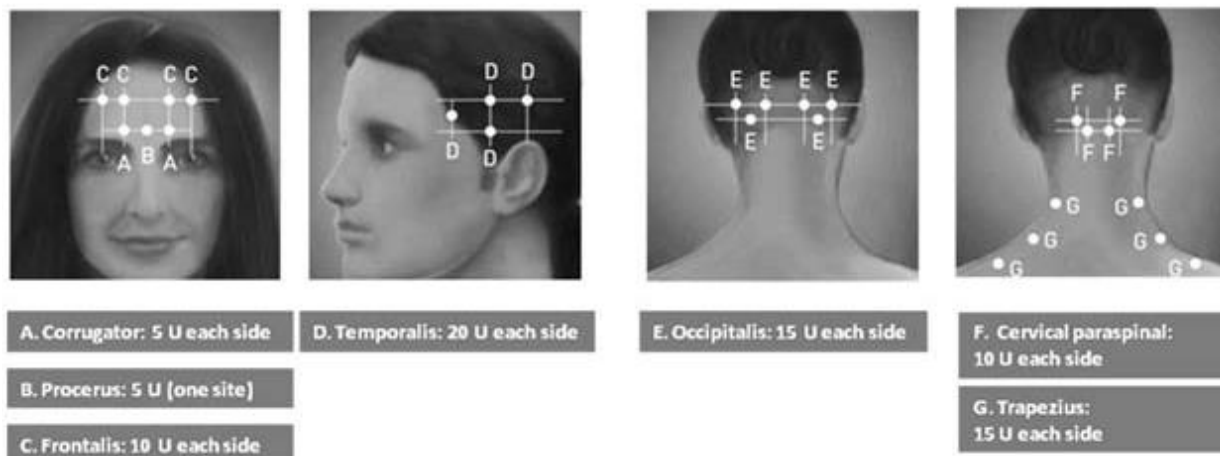 C C C C
A B A
D D
D D
E E E E
E E
F F
F F
G G
G G
G G
A. Corrugator: 5 U each side
B. Procerus: 5 U (one site)
C. Frontalis: 10 U each side
D. Temporalis: 20 U each side
E. Occipitalis: 15 U each side
F. Cervical paraspinal:
10 U each side
G. Trapezius:
15 U each side